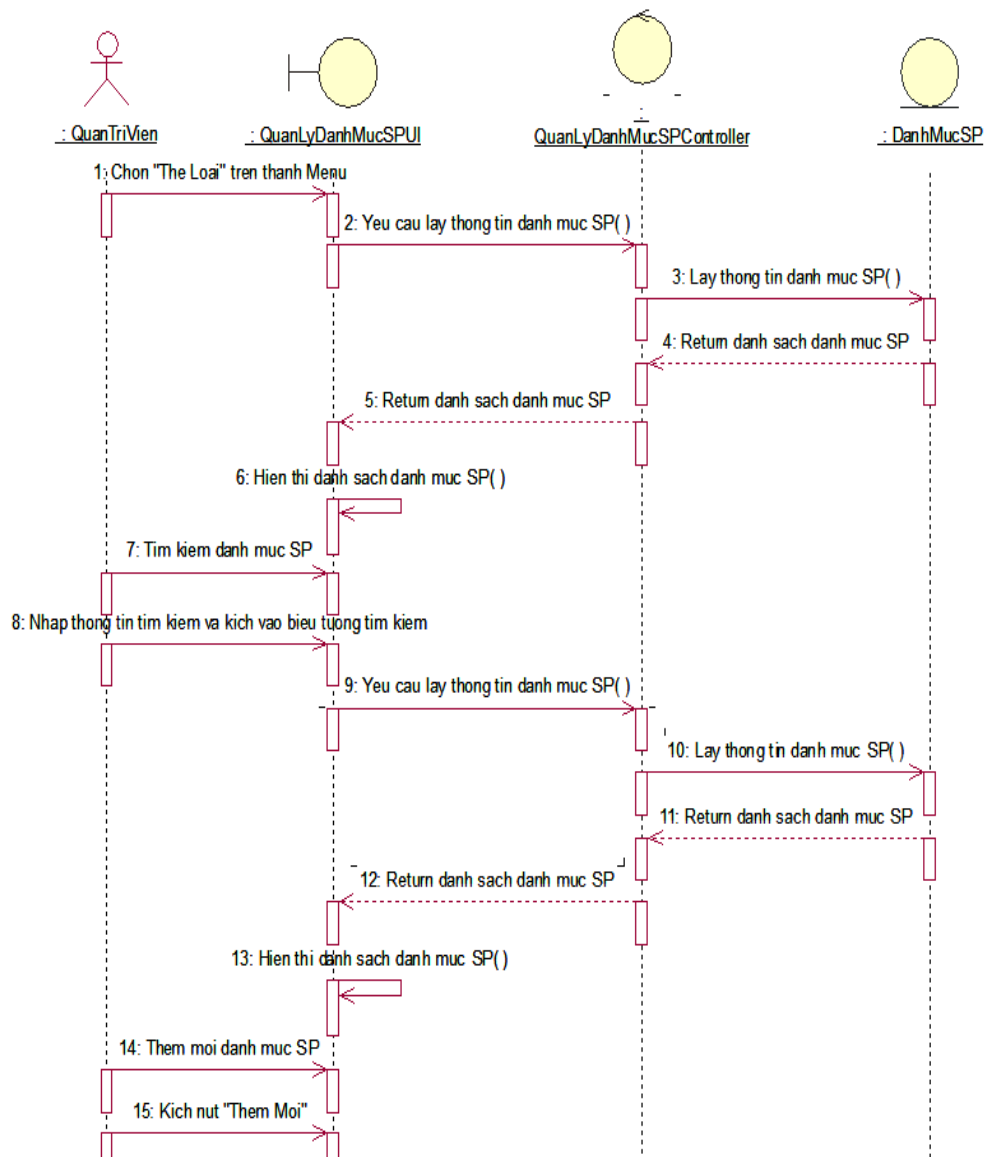 : QuanTriVien
: QuanLyDanhMucSPUI
:
QuanLyDanhMucSPController
: DanhMucSP
1: Chon "The Loai" tren thanh Menu
2: Yeu cau lay thong tin danh muc SP( )
3: Lay thong tin danh muc SP( )
4: Return danh sach danh muc SP
5: Return danh sach danh muc SP
6: Hien thi danh sach danh muc SP( )
7: Tim kiem danh muc SP
8: Nhap thong tin tim kiem va kich vao bieu tuong tim kiem
9: Yeu cau lay thong tin danh muc SP( )
10: Lay thong tin danh muc SP( )
11: Return danh sach danh muc SP
12: Return danh sach danh muc SP
13: Hien thi danh sach danh muc SP( )
14: Them moi danh muc SP
15: Kich nut "Them Moi"